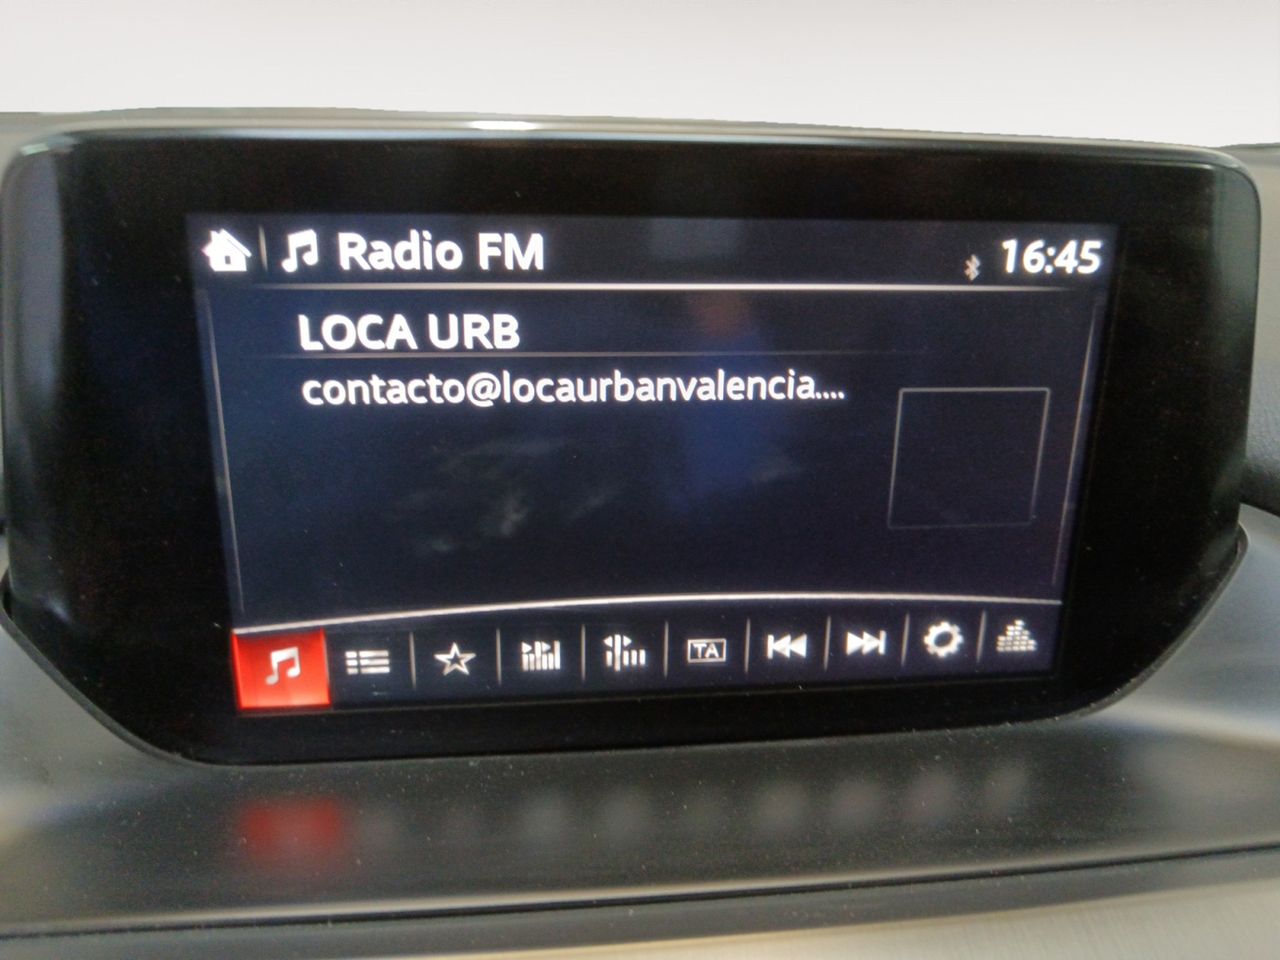 Radio FM
16:45
LOCA URB
contacto@locaurbanvalencia....
TA